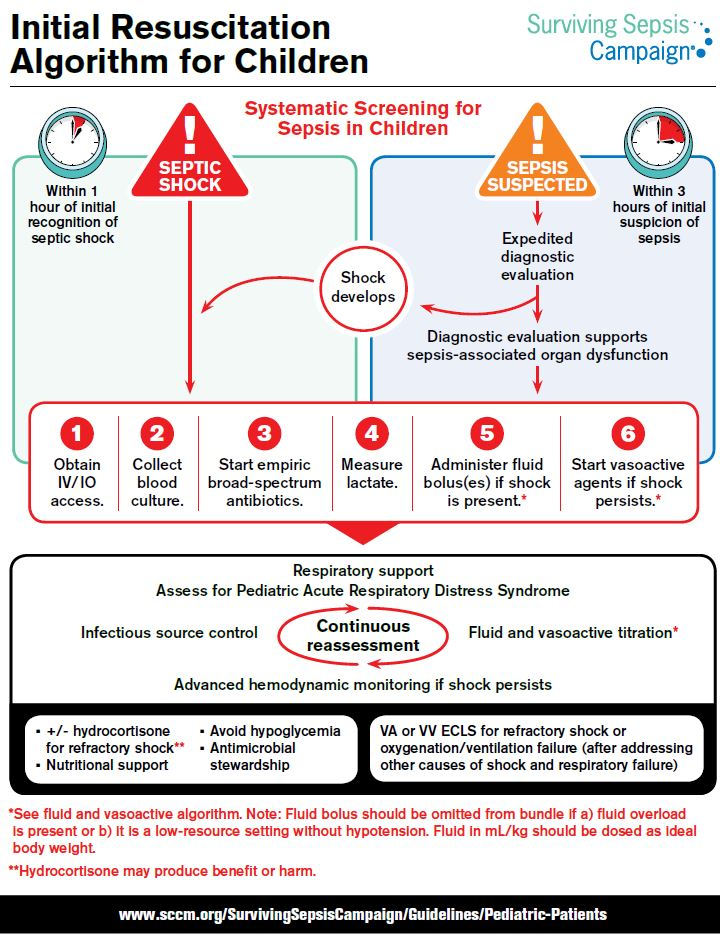 Initial Resuscitation
Algorithm for Children
Surviving Sepsis
Campaign
Systematic Screening for
Sepsis in Children
!
SEPTIC
SHOCK
!
SEPSIS
SUSPECTED
Within 1
hour of initial
recognition of
septic shock
Within 3
hours of initial
suspicion of
sepsis
Expedited
diagnostic
evaluation
Shock
develops
Diagnostic evaluation supports
sepsis-associated organ dysfunction
1
Obtain
IV/IO
access.
2
Collect
blood
culture.
3
Start empiric
broad-spectrum
antibiotics.
4
Measure
lactate.
5
Administer fluid
bolus(es) if shock
is present.*
6
Start vasoactive
agents if shock
persists.*
Respiratory support
Assess for Pediatric Acute Respiratory Distress Syndrome
Infectious source control
Continuous
reassessment
Fluid and vasoactive titration*
Advanced hemodynamic monitoring if shock persists
▪ +/- hydrocortisone
for refractory shock**
▪ Nutritional support
▪ Avoid hypoglycemia
▪ Antimicrobial
stewardship
VA or VV ECLS for refractory shock or
oxygenation/ventilation failure (after addressing
other causes of shock and respiratory failure)
*See fluid and vasoactive algorithm. Note: Fluid bolus should be omitted from bundle if a) fluid overload
is present or b) it is a low-resource setting without hypotension. Fluid in mL/kg should be dosed as ideal
body weight.
**Hydrocortisone may produce benefit or harm.
www.sccm.org/SurvivingSepsisCampaign/Guidelines/Pediatric-Patients